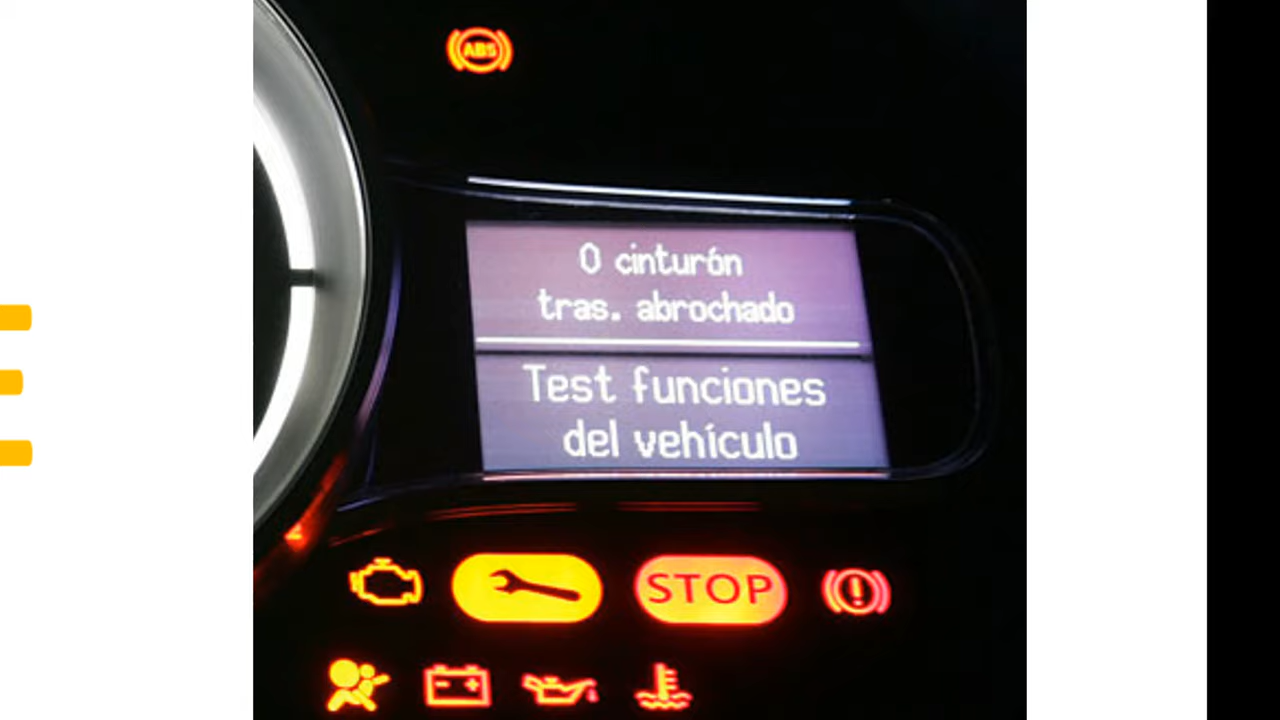 ABS
0 cinturón
tras. abrochado
Test funciones
del vehículo
STOP